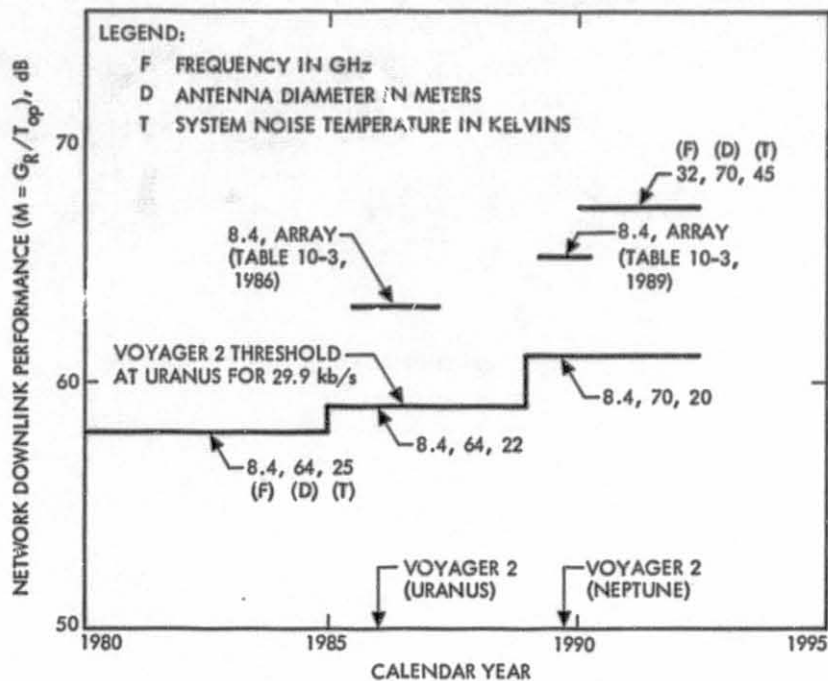 LEGEND:
F FREQUENCY IN GHz
D ANTENNA DIAMETER IN METERS
T SYSTEM NOISE TEMPERATURE IN KELVINS
NETWORK DOWNLINK PERFORMANCE (M = G_R/T_op), dB
70
60
50
(F) (D) (T)
32, 70, 45
8.4, ARRAY
(TABLE 10-3,
1986)
8.4, ARRAY
(TABLE 10-3,
1989)
VOYAGER 2 THRESHOLD
AT URANUS FOR 29.9 kb/s
8.4, 70, 20
8.4, 64, 22
8.4, 64, 25
(F) (D) (T)
VOYAGER 2
(URANUS)
VOYAGER 2
(NEPTUNE)
1980
1985
1990
1995
CALENDAR YEAR